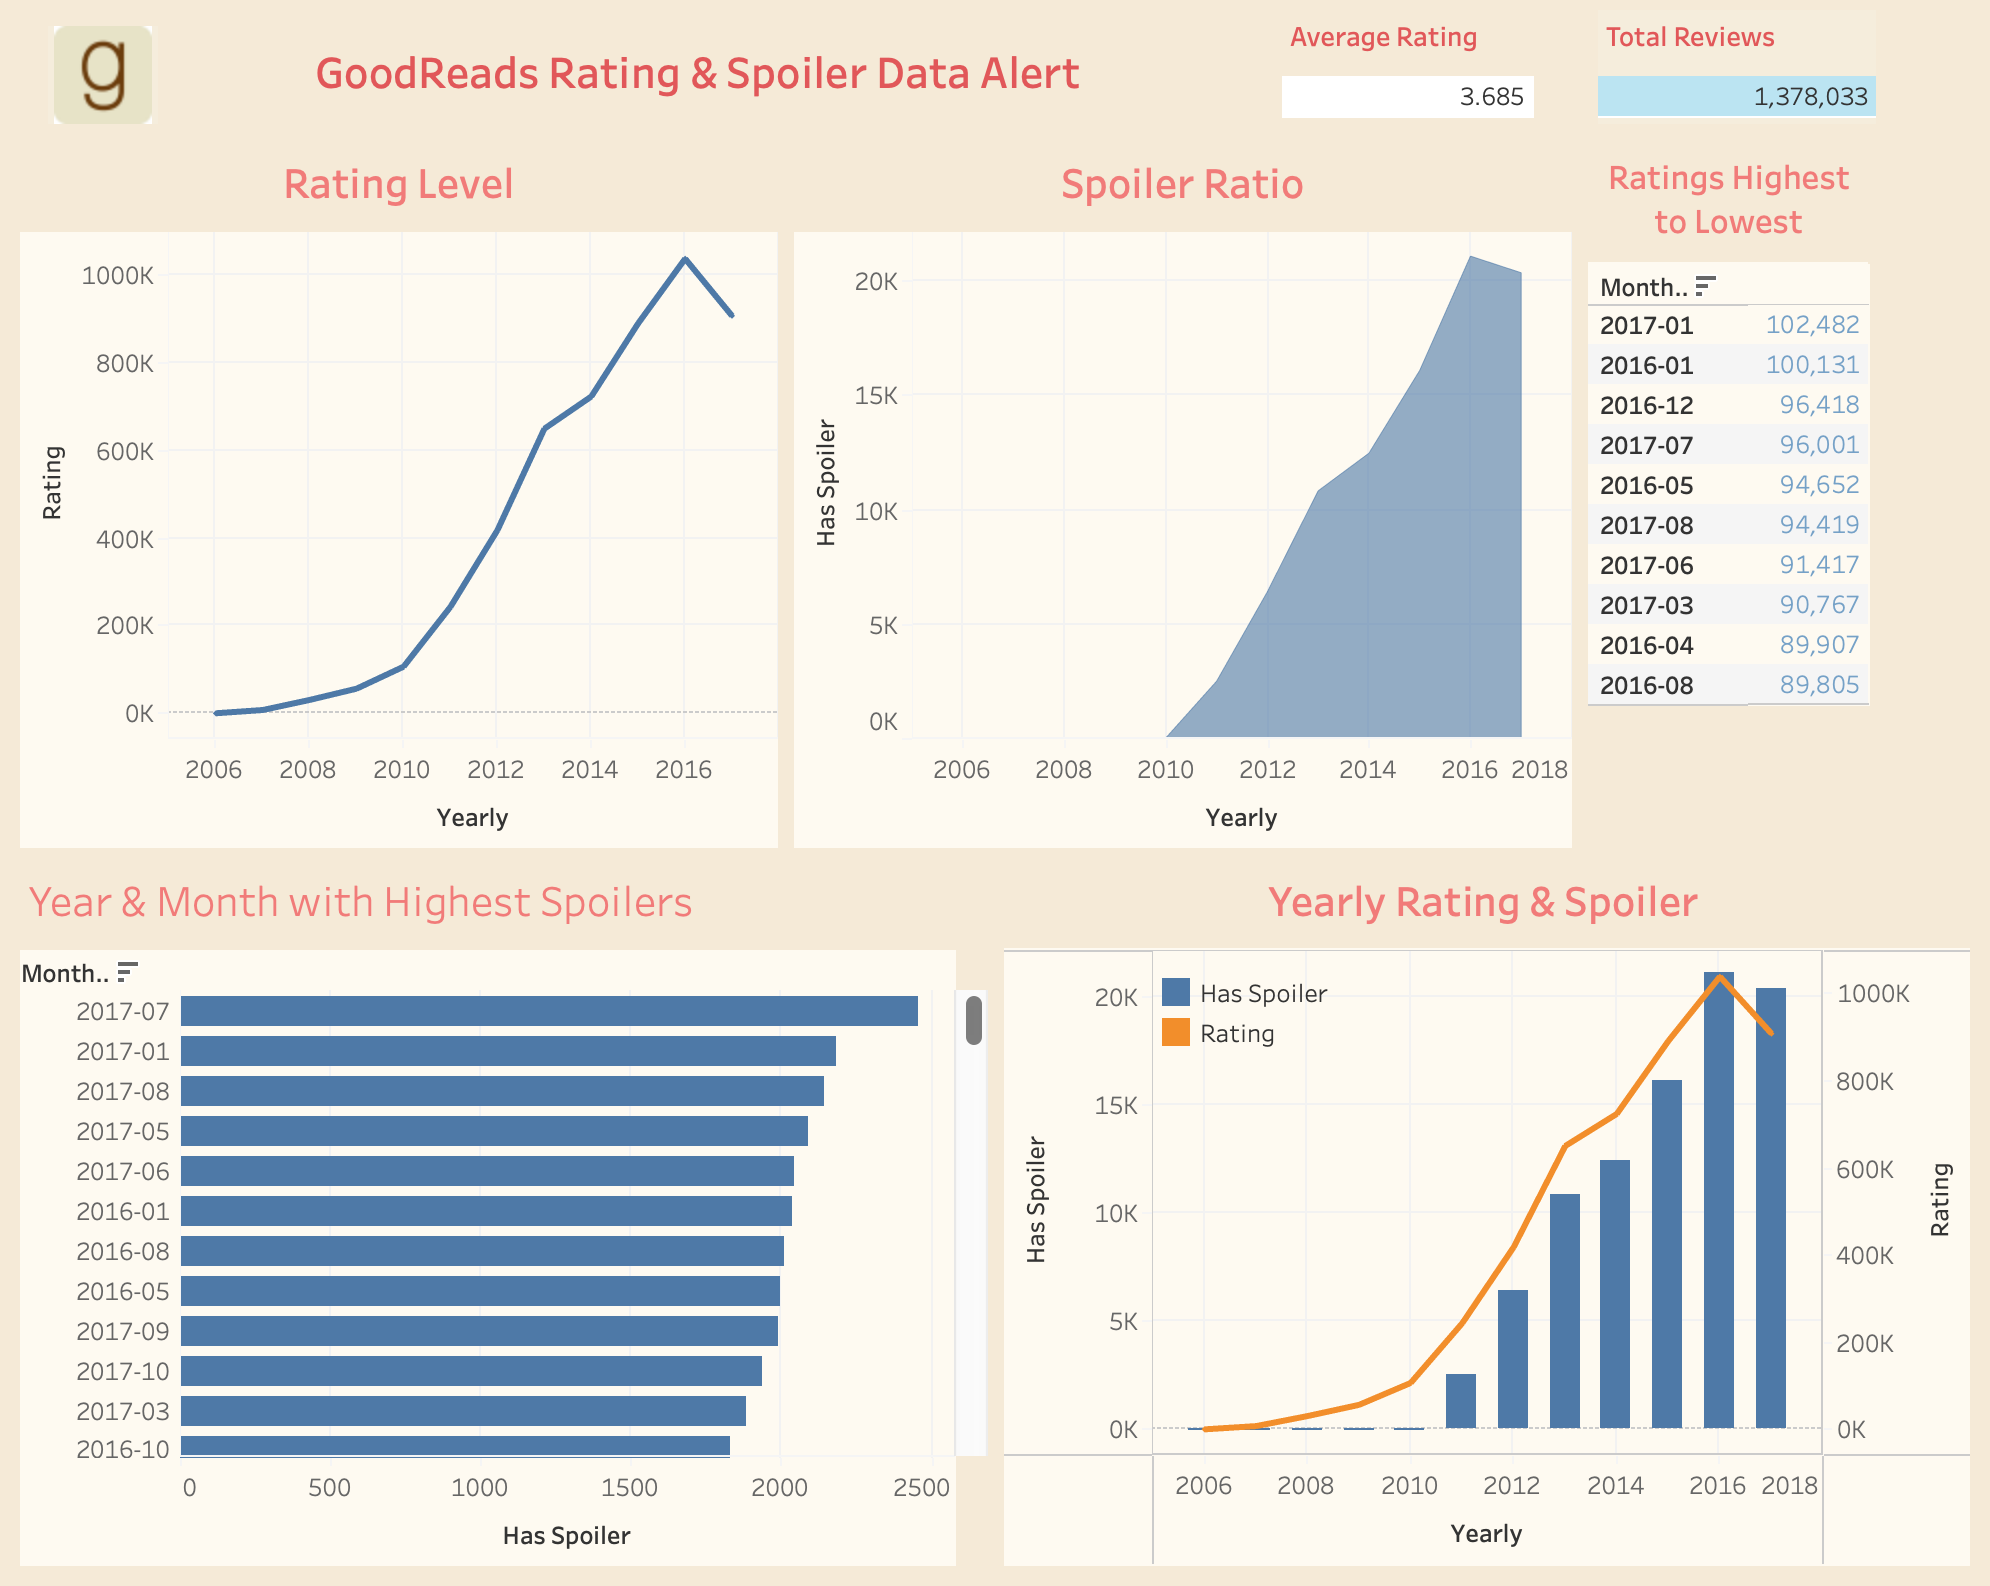 g
GoodReads Rating & Spoiler Data Alert
Average Rating
3.685
Total Reviews
1,378,033
Rating Level
1000K
800K
600K
400K
200K
0K
Rating
2006 2008 2010 2012 2014 2016
Yearly
Spoiler Ratio
20K
15K
10K
5K
0K
Has Spoiler
2006 2008 2010 2012 2014 2016 2018
Yearly
Ratings Highest
to Lowest
Month..
2017-01 102,482
2016-01 100,131
2016-12 96,418
2017-07 96,001
2016-05 94,652
2017-08 94,419
2017-06 91,417
2017-03 90,767
2016-04 89,907
2016-08 89,805
Year & Month with Highest Spoilers
Month..
2017-07
2017-01
2017-08
2017-05
2017-06
2016-01
2016-08
2016-05
2017-09
2017-10
2017-03
2016-10
0 500 1000 1500 2000 2500
Has Spoiler
Yearly Rating & Spoiler
Has Spoiler
Rating
20K
15K
10K
5K
0K
Has Spoiler
1000K
800K
600K
400K
200K
0K
Rating
2006 2008 2010 2012 2014 2016 2018
Yearly